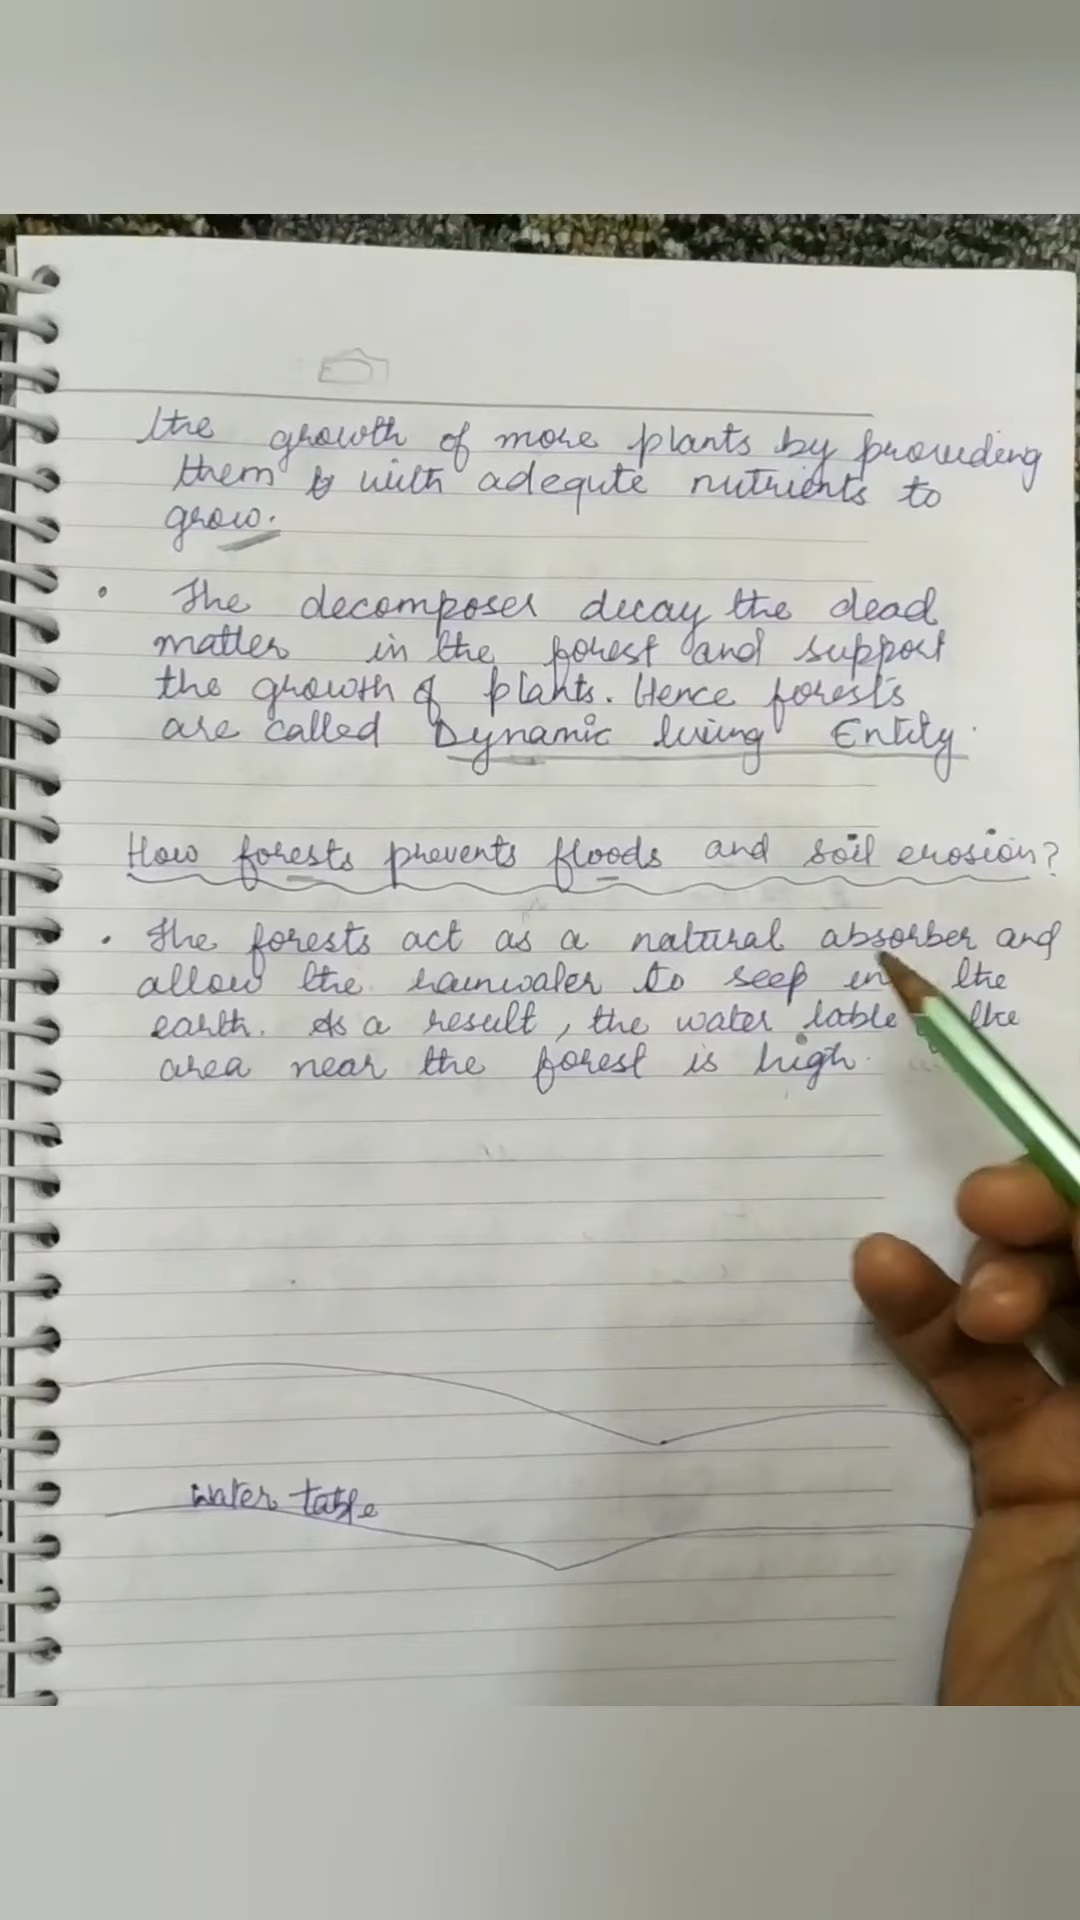 the growth of more plants by providing
them with adequte nutrients to
grow.
• The decomposer decay the dead
matter in the forest and support
the growth of plants. Hence forests
are called Dynamic living Entity.
How forests prevents floods and soil erosion?
• The forests act as a natural absorber and
allow the rainwater to seep in the
earth. As a result, the water table the
area near the forest is high.
water table